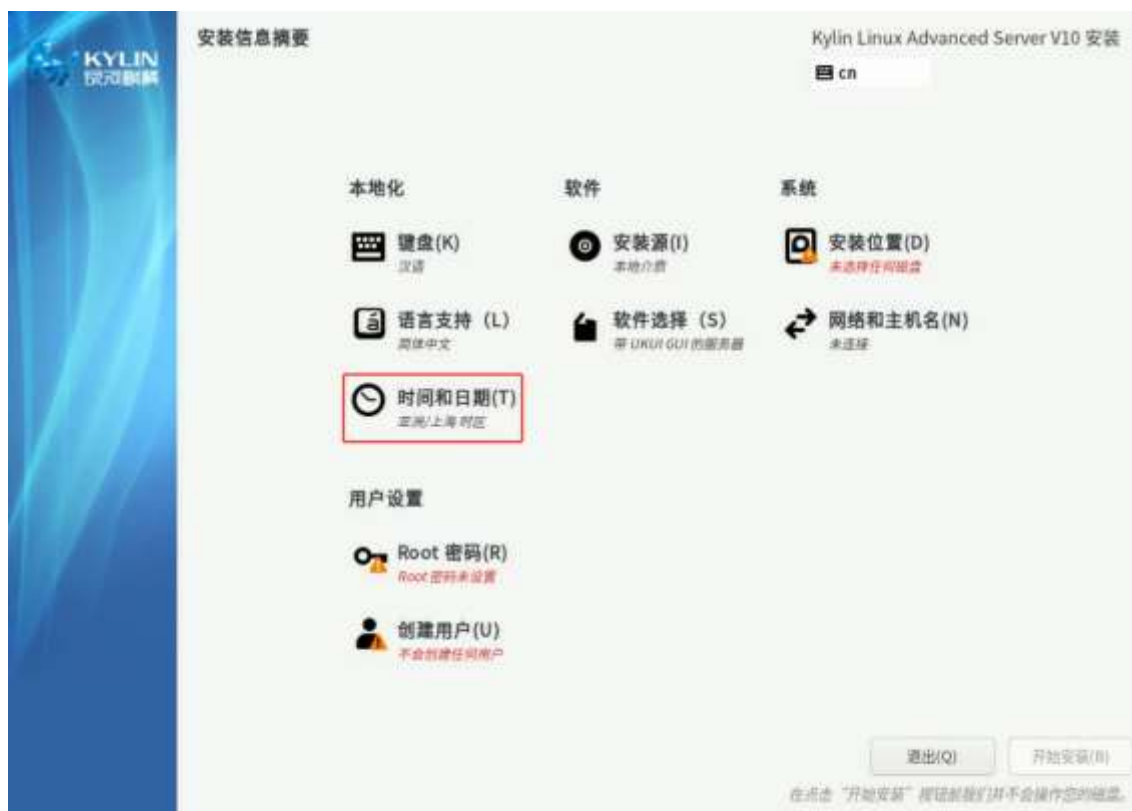 KYLIN
银河麒麟
安装信息摘要
Kylin Linux Advanced Server V10 安装
cn
本地化
软件
系统
键盘(K)
汉语
安装源(I)
本地介质
安装位置(D)
未选择任何磁盘
语言支持（L）
简体中文
软件选择（S）
带 UKUI GUI 的服务器
网络和主机名(N)
未连接
时间和日期(T)
亚洲/上海 时区
用户设置
Root 密码(R)
Root 密码未设置
创建用户(U)
不会创建任何用户
退出(Q)
开始安装(B)
在点击“开始安装”按钮前我们并不会操作您的磁盘。